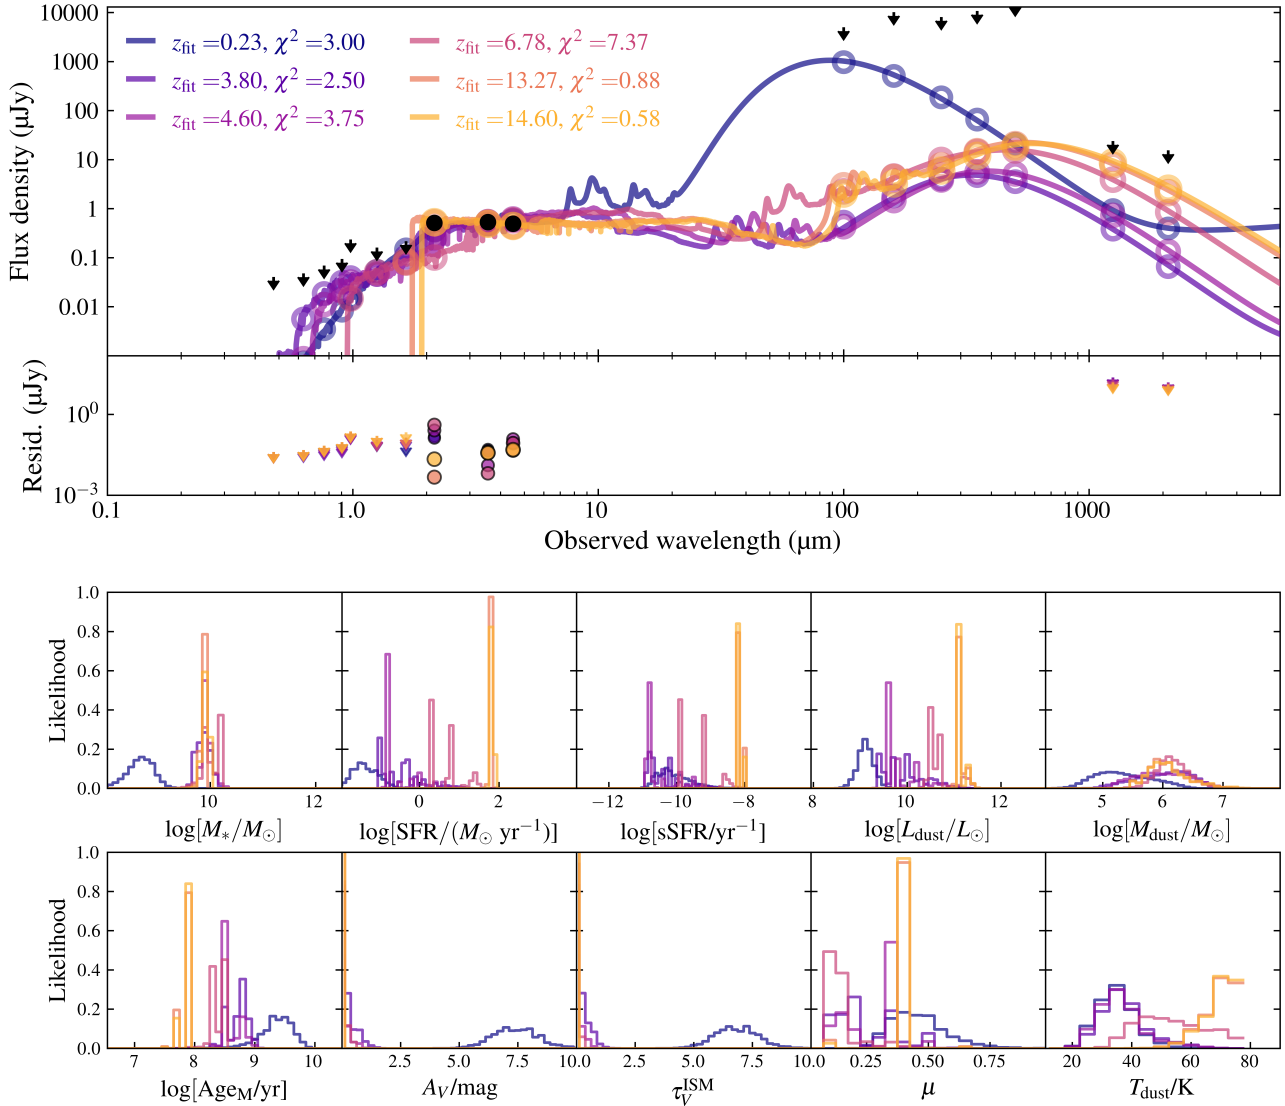 10000
1000
100
10
1
0.1
0.01
Flux density (μJy)
z_fit =0.23, χ² =3.00
z_fit =3.80, χ² =2.50
z_fit =4.60, χ² =3.75
z_fit =6.78, χ² =7.37
z_fit =13.27, χ² =0.88
z_fit =14.60, χ² =0.58
Resid. (μJy)
10⁰
10⁻³
0.1 1.0 10 100 1000
Observed wavelength (μm)
Likelihood
1.0
0.8
0.6
0.4
0.2
0.0
10 12 0 2 −12 −10 −8 8 10 12 5 6 7
log[M_*/M_⊙] log[SFR/(M_⊙ yr⁻¹)] log[sSFR/yr⁻¹] log[L_dust/L_⊙] log[M_dust/M_⊙]
Likelihood
1.0
0.8
0.6
0.4
0.2
0.0
7 8 9 10 2.5 5.0 7.5 10.0 2.5 5.0 7.5 10.0 0.25 0.50 0.75 20 40 60 80
log[Age_M/yr] A_V/mag τ_V^ISM μ T_dust/K